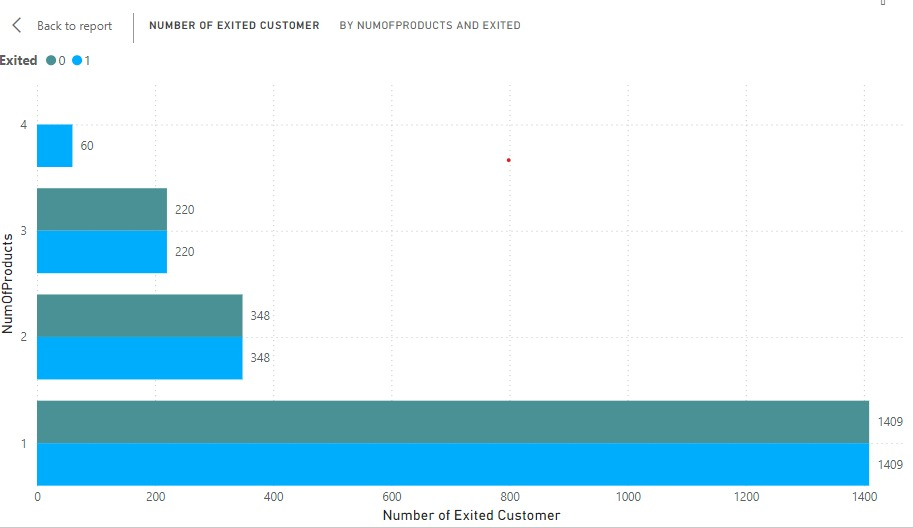 Back to report NUMBER OF EXITED CUSTOMER BY NUMOFPRODUCTS AND EXITED
Exited 0 1
NumOfProducts
4 60
220
3
220
348
2
348
1409
1
1409
0 200 400 600 800 1000 1200 1400
Number of Exited Customer